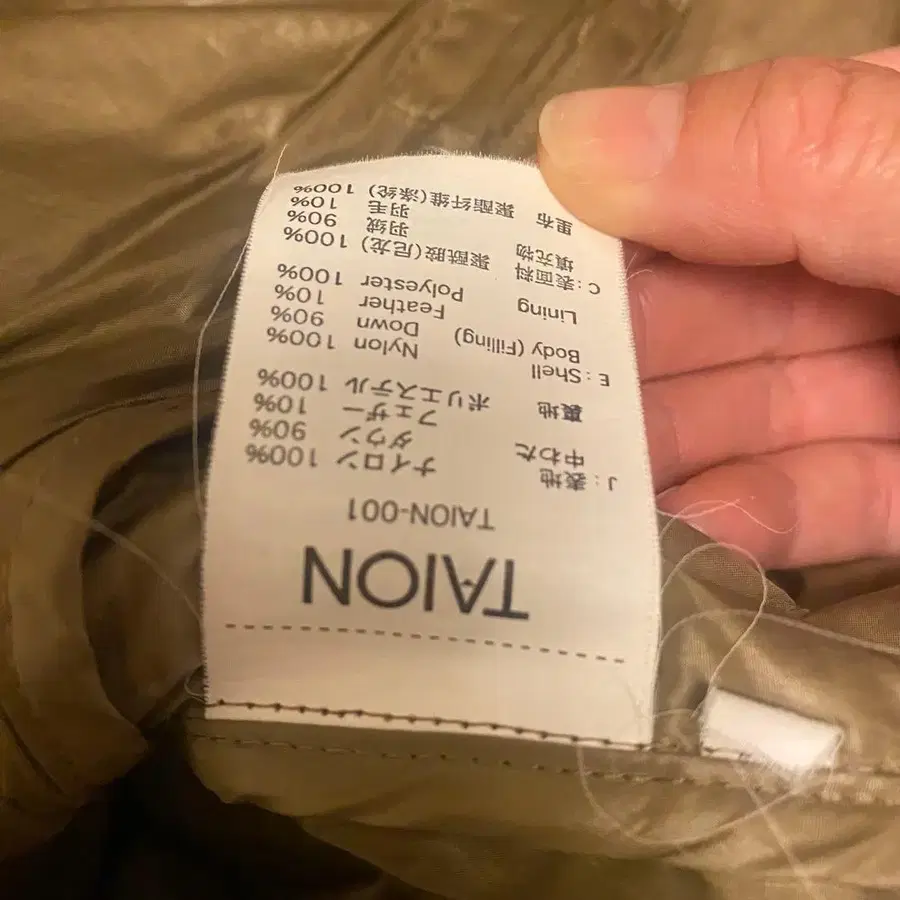 TAION
TAION-001
J：表地 ナイロン 100%
中わた ダウン 90%
フェザー 10%
裏地 ポリエステル 100%
E：Shell Nylon 100%
Body (Filling) Down 90%
Feather 10%
Lining Polyester 100%
C：表面料 聚酰胺(尼龙) 100%
填充物 羽绒 90%
羽毛 10%
里布 聚酯纤维(涤纶) 100%